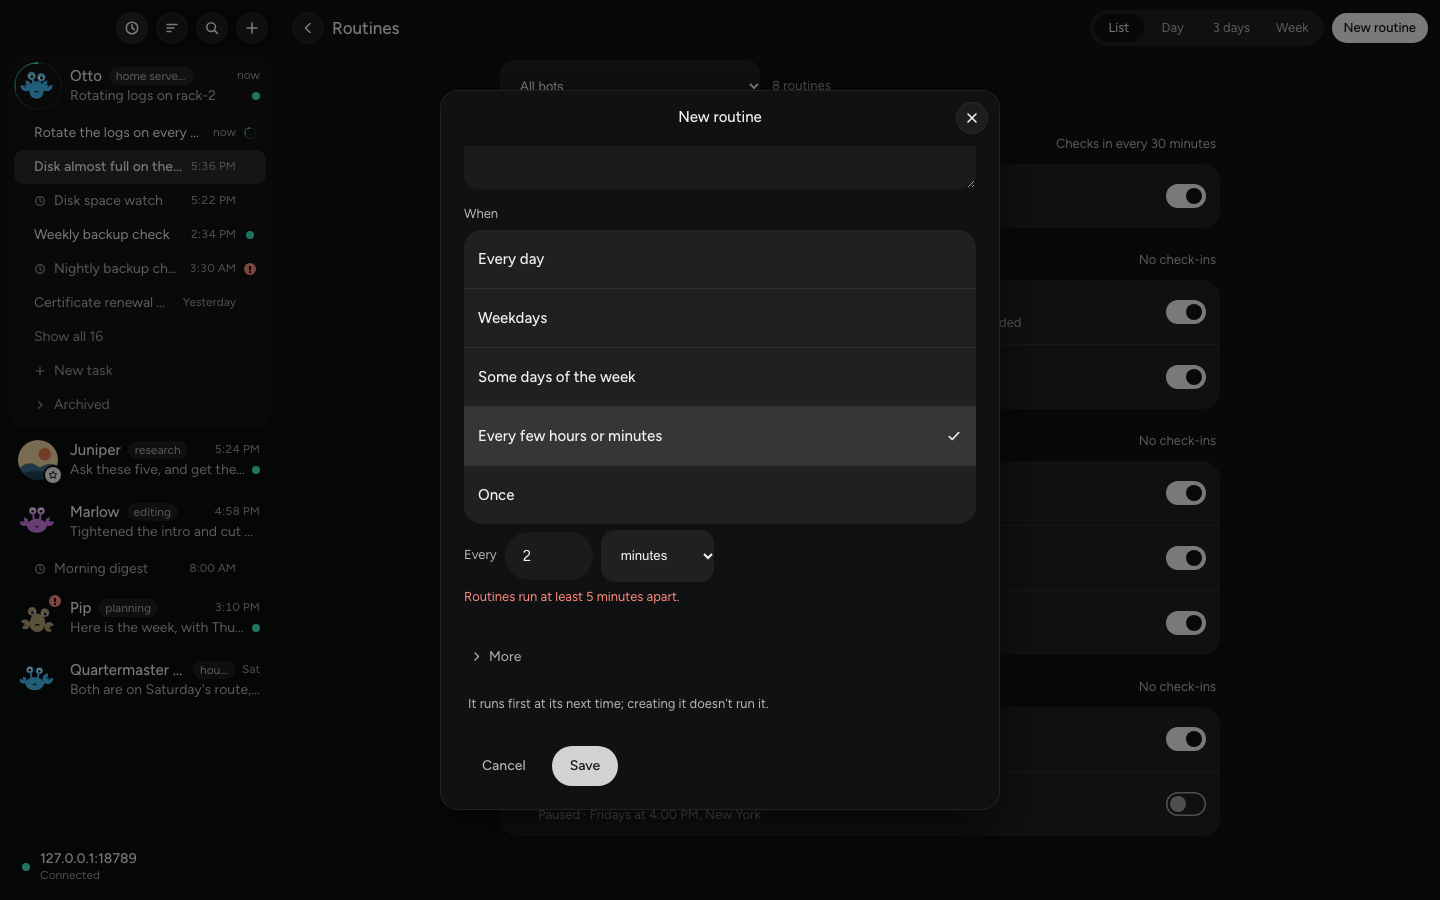 Routines
List
Day
3 days
Week
New routine
Otto
home serve...
now
Rotating logs on rack-2
Rotate the logs on every ...
now
Disk almost full on the...
5:36 PM
Disk space watch
5:22 PM
Weekly backup check
2:34 PM
Nightly backup ch...
3:30 AM
Certificate renewal ...
Yesterday
Show all 16
New task
Archived
Juniper
research
5:24 PM
Ask these five, and get the...
Marlow
editing
4:58 PM
Tightened the intro and cut ...
Morning digest
8:00 AM
Pip
planning
3:10 PM
Here is the week, with Thu...
Quartermaster ...
hou...
Sat
Both are on Saturday's route,...
127.0.0.1:18789
Connected
All bots
8 routines
Checks in every 30 minutes
No check-ins
ded
No check-ins
No check-ins
New routine
When
Every day
Weekdays
Some days of the week
Every few hours or minutes
Once
Every
2
minutes
Routines run at least 5 minutes apart.
More
It runs first at its next time; creating it doesn't run it.
Cancel
Save
Paused · Fridays at 4:00 PM, New York